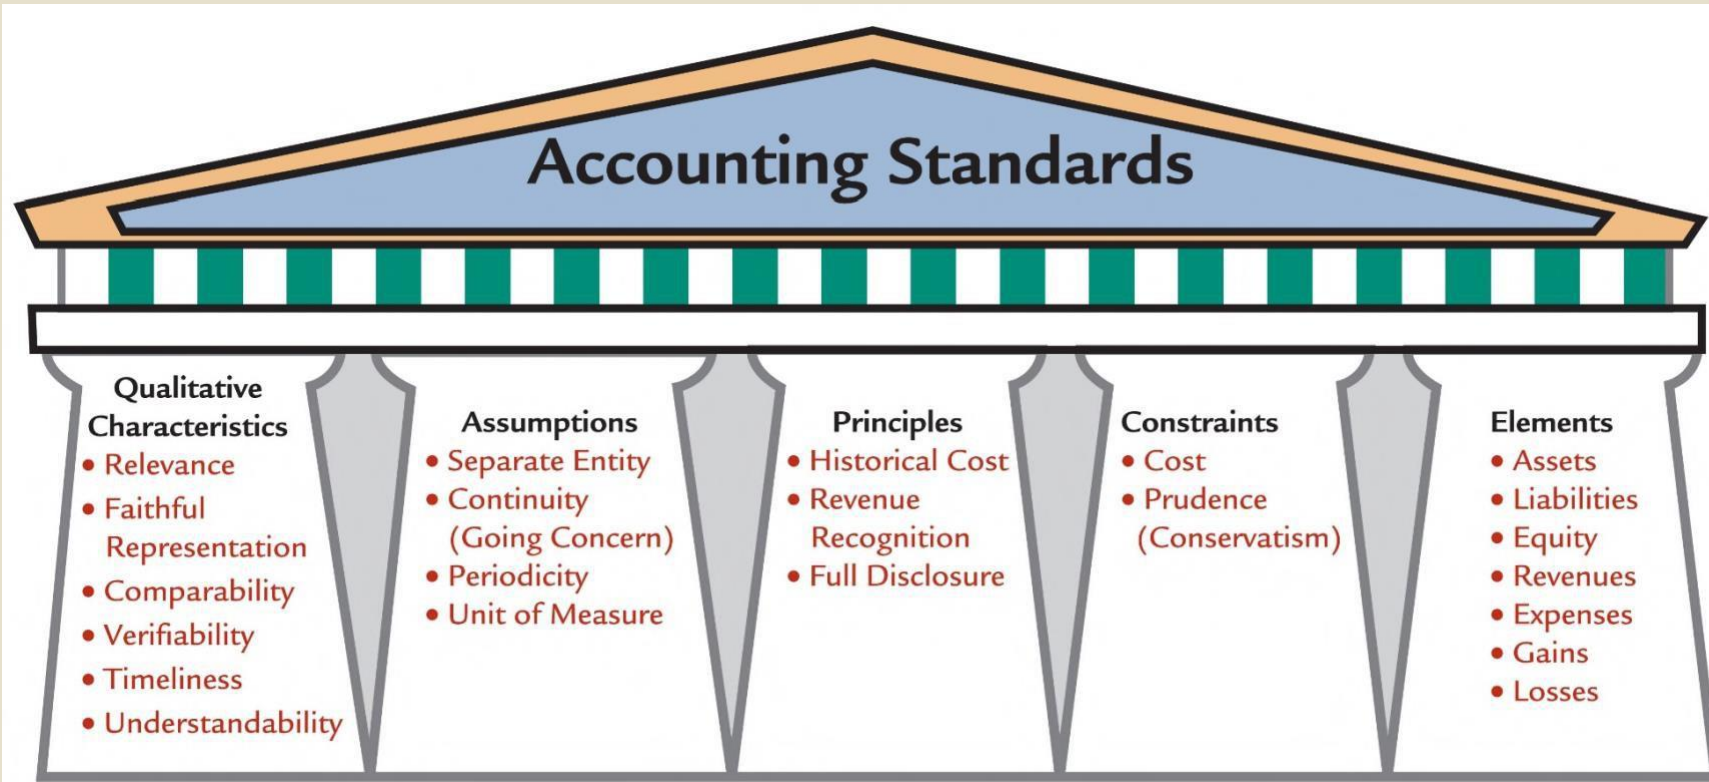 Accounting Standards
Qualitative
Characteristics
• Relevance
• Faithful
Representation
• Comparability
• Verifiability
• Timeliness
• Understandability
Assumptions
• Separate Entity
• Continuity
(Going Concern)
• Periodicity
• Unit of Measure
Principles
• Historical Cost
• Revenue
Recognition
• Full Disclosure
Constraints
• Cost
• Prudence
(Conservatism)
Elements
• Assets
• Liabilities
• Equity
• Revenues
• Expenses
• Gains
• Losses